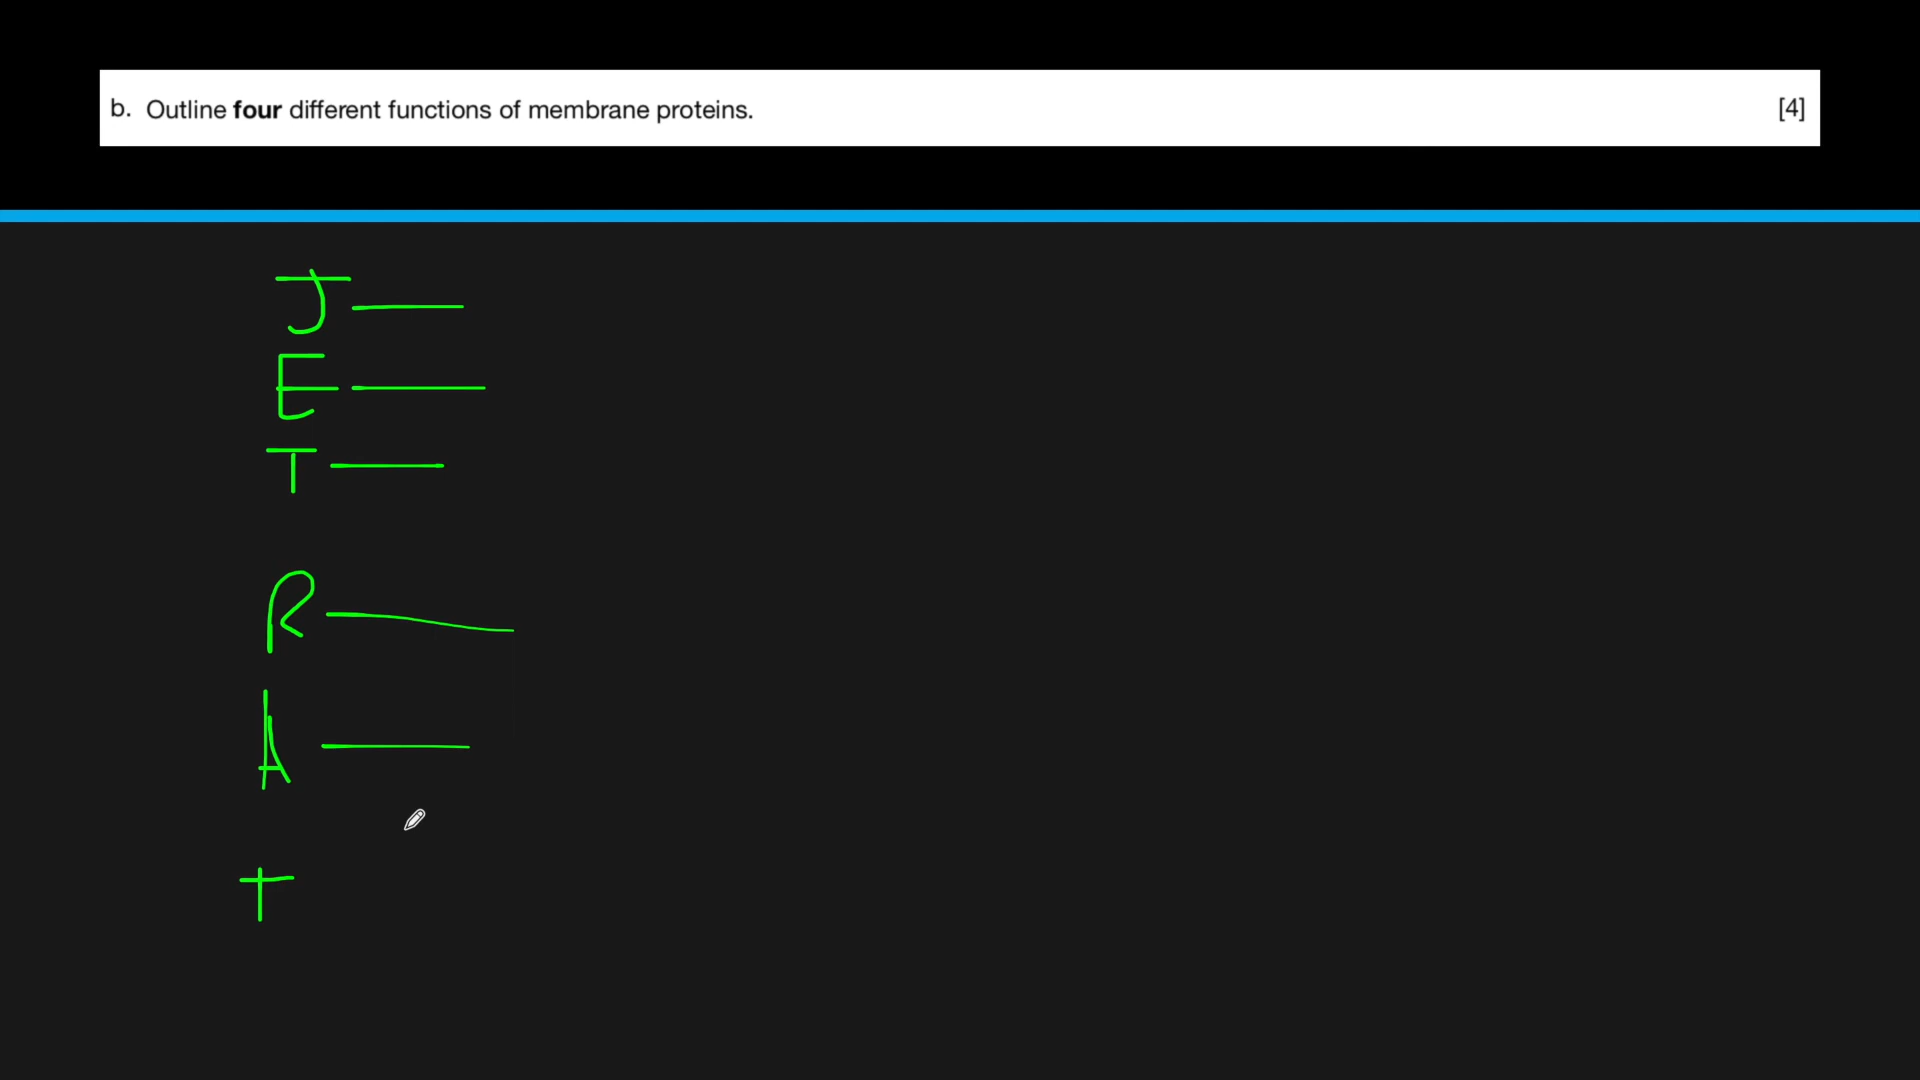 b. Outline four different functions of membrane proteins. [4]
J
E
T
R
A
T